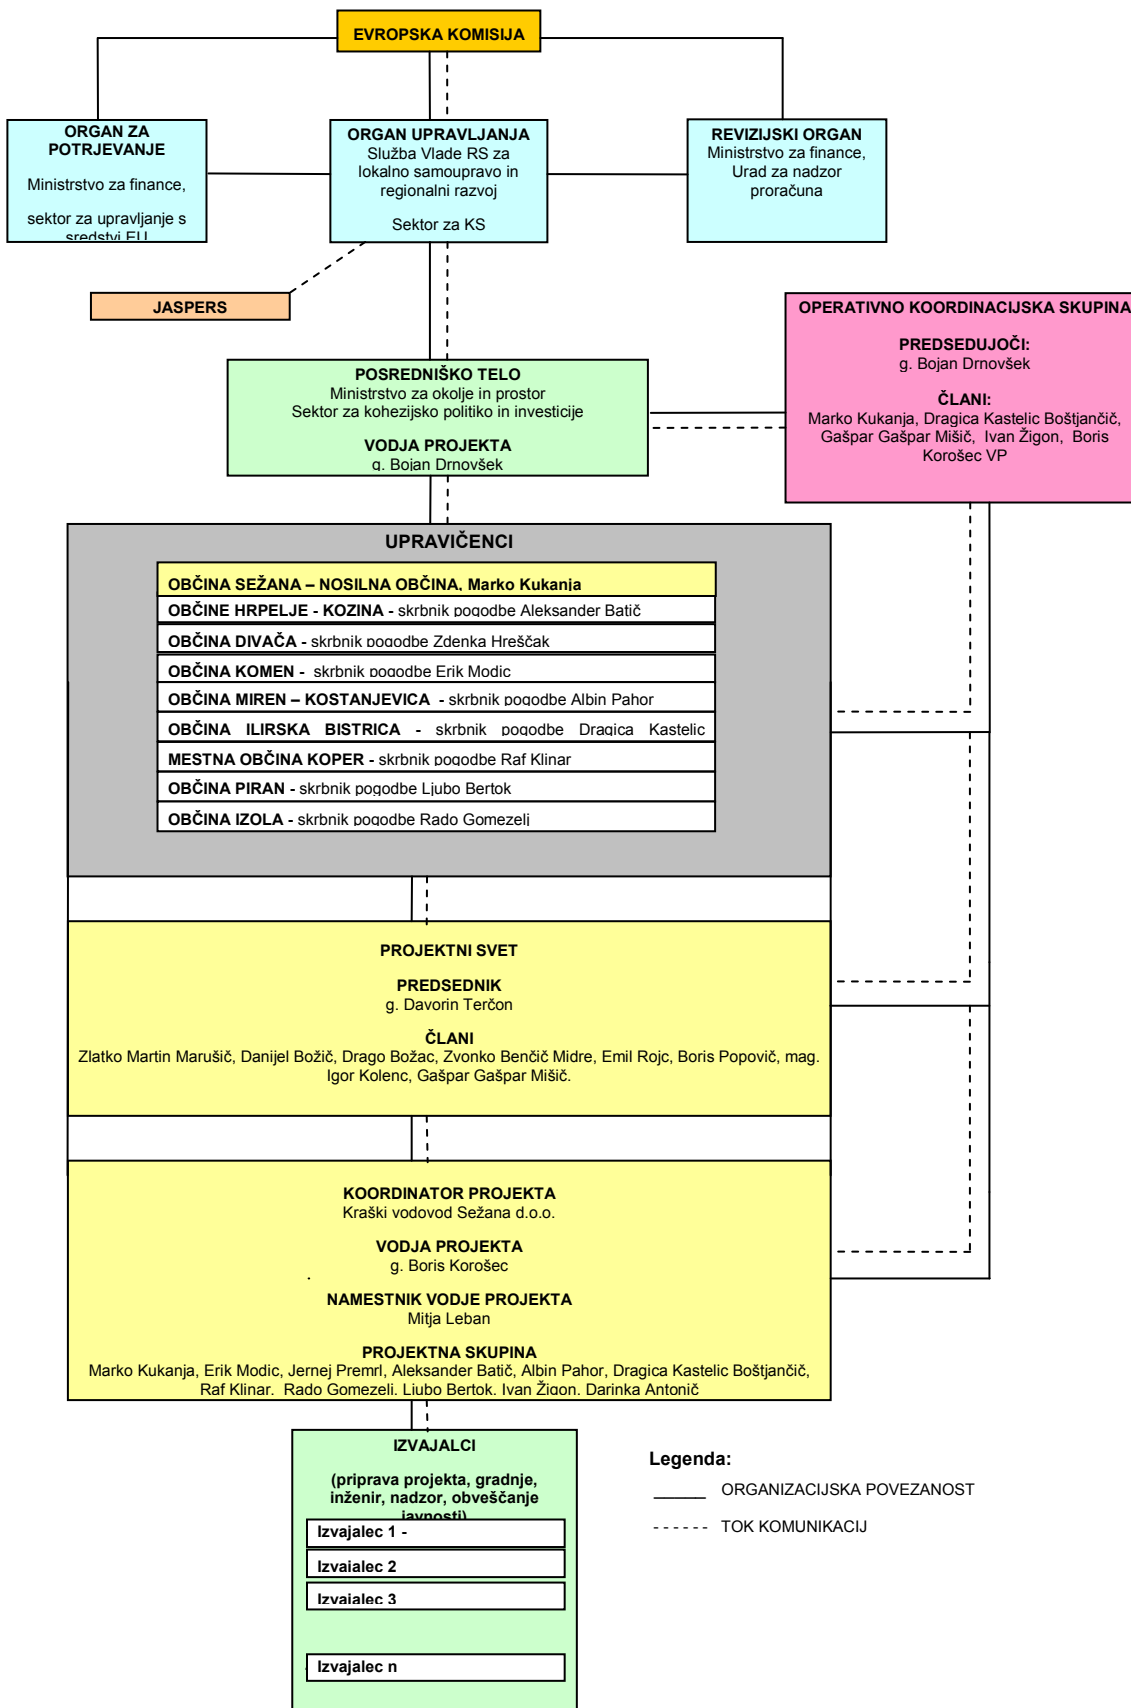 EVROPSKA KOMISIJA
ORGAN ZA
POTRJEVANJE
Ministrstvo za finance,
sektor za upravljanje s
sredstvi EU
ORGAN UPRAVLJANJA
Služba Vlade RS za
lokalno samoupravo in
regionalni razvoj
Sektor za KS
REVIZIJSKI ORGAN
Ministrstvo za finance,
Urad za nadzor
proračuna
JASPERS
OPERATIVNO KOORDINACIJSKA SKUPINA
PREDSEDUJOČI:
g. Bojan Drnovšek
ČLANI:
Marko Kukanja, Dragica Kastelic Boštjančič,
Gašpar Gašpar Mišič, Ivan Žigon, Boris
Korošec VP
POSREDNIŠKO TELO
Ministrstvo za okolje in prostor
Sektor za kohezijsko politiko in investicije
VODJA PROJEKTA
g. Bojan Drnovšek
UPRAVIČENCI
OBČINA SEŽANA – NOSILNA OBČINA, Marko Kukanja
OBČINE HRPELJE - KOZINA - skrbnik pogodbe Aleksander Batič
OBČINA DIVAČA - skrbnik pogodbe Zdenka Hreščak
OBČINA KOMEN - skrbnik pogodbe Erik Modic
OBČINA MIREN – KOSTANJEVICA - skrbnik pogodbe Albin Pahor
OBČINA ILIRSKA BISTRICA - skrbnik pogodbe Dragica Kastelic
MESTNA OBČINA KOPER - skrbnik pogodbe Raf Klinar
OBČINA PIRAN - skrbnik pogodbe Ljubo Bertok
OBČINA IZOLA - skrbnik pogodbe Rado Gomezelj
PROJEKTNI SVET
PREDSEDNIK
g. Davorin Terčon
ČLANI
Zlatko Martin Marušič, Danijel Božič, Drago Božac, Zvonko Benčič Midre, Emil Rojc, Boris Popovič, mag.
Igor Kolenc, Gašpar Gašpar Mišič.
KOORDINATOR PROJEKTA
Kraški vodovod Sežana d.o.o.
VODJA PROJEKTA
g. Boris Korošec
NAMESTNIK VODJE PROJEKTA
Mitja Leban
PROJEKTNA SKUPINA
Marko Kukanja, Erik Modic, Jernej Premrl, Aleksander Batič, Albin Pahor, Dragica Kastelic Boštjančič,
Raf Klinar, Rado Gomezelj, Ljubo Bertok, Ivan Žigon, Darinka Antonič
IZVAJALCI
(priprava projekta, gradnje,
inženir, nadzor, obveščanje
javnosti)
Izvajalec 1 -
Izvajalec 2
Izvajalec 3
Izvajalec n
Legenda:
ORGANIZACIJSKA POVEZANOST
TOK KOMUNIKACIJ